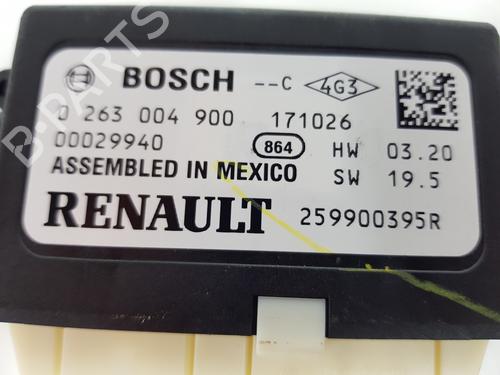 B-PARTS
BOSCH --C 4G3
0 263 004 900 171026
00029940 864 HW 03.20
ASSEMBLED IN MEXICO SW 19.5
RENAULT 259900395R